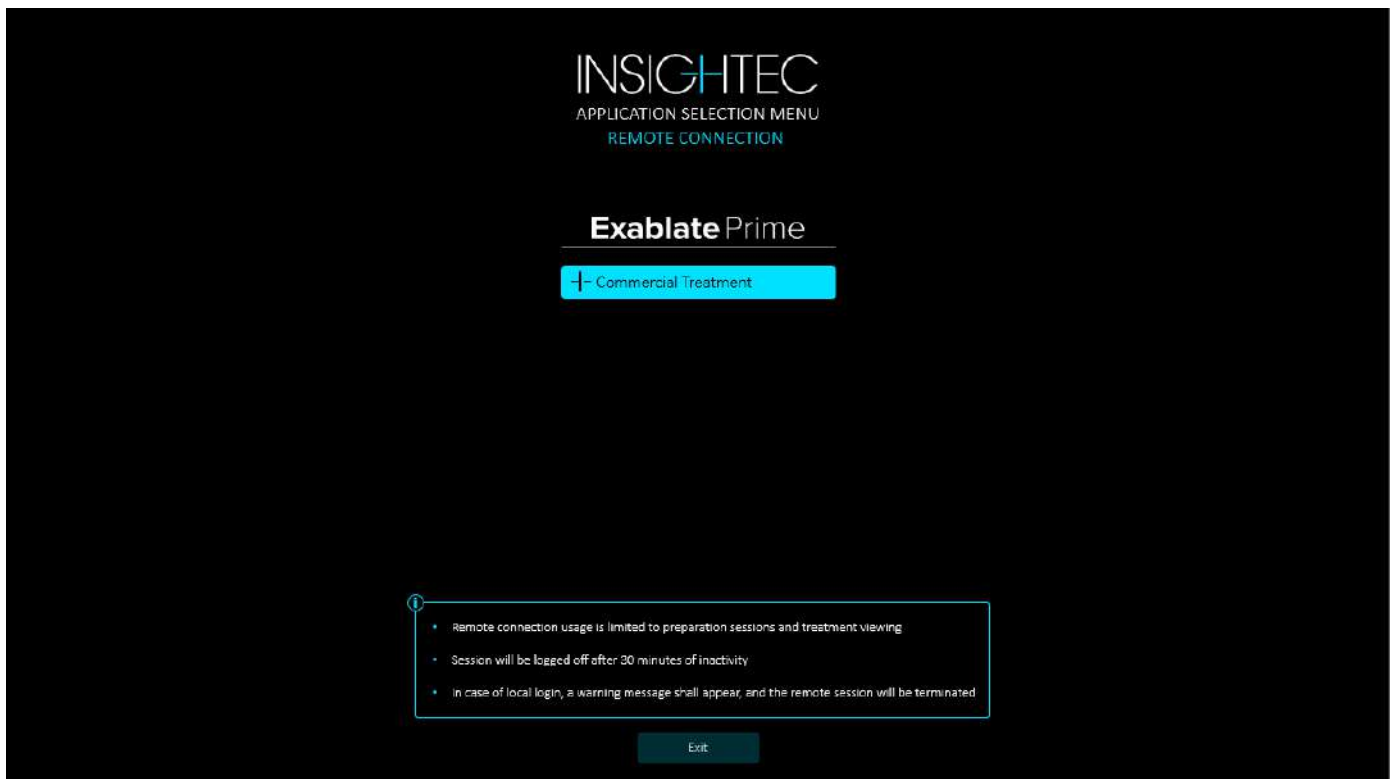 INSIGHTEC
APPLICATION SELECTION MENU
REMOTE CONNECTION
Exablate Prime
Commercial Treatment
i
• Remote connection usage is limited to preparation sessions and treatment viewing
• Session will be logged off after 30 minutes of inactivity
• In case of local login, a warning message shall appear, and the remote session will be terminated
Exit